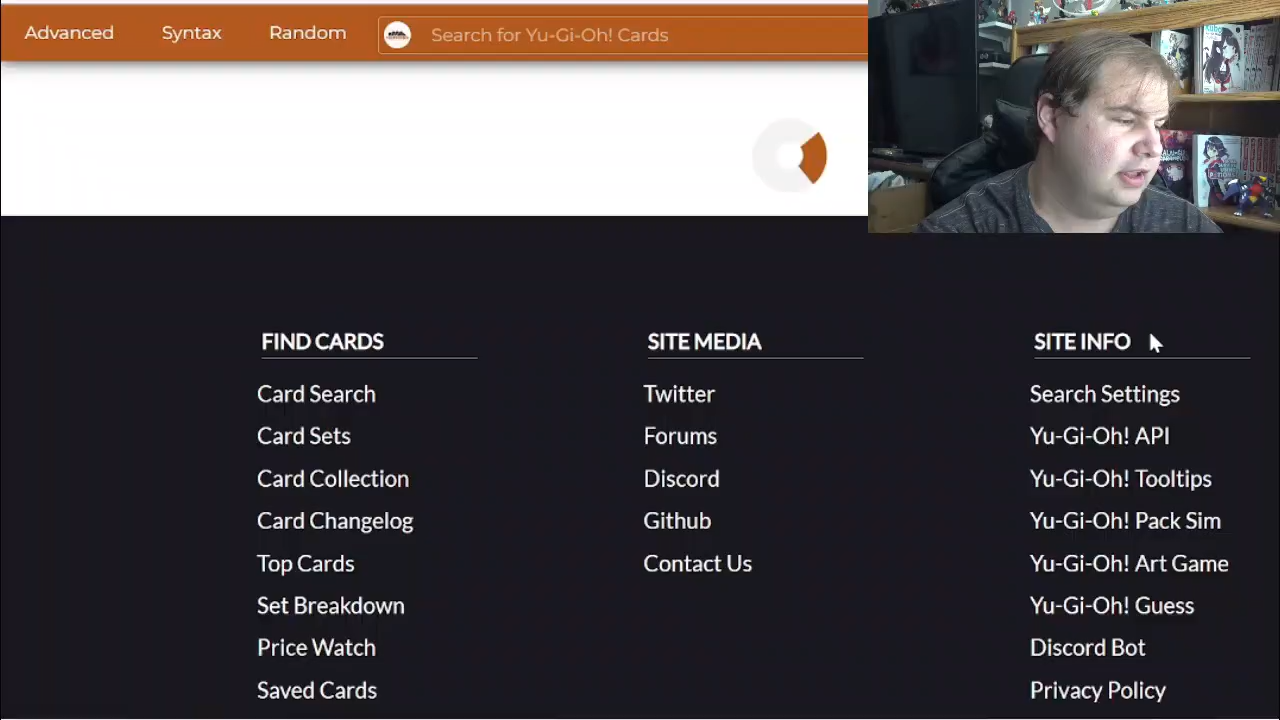 Advanced
Syntax
Random
Search for Yu-Gi-Oh! Cards
FIND CARDS
Card Search
Card Sets
Card Collection
Card Changelog
Top Cards
Set Breakdown
Price Watch
Saved Cards
SITE MEDIA
Twitter
Forums
Discord
Github
Contact Us
SITE INFO
Search Settings
Yu-Gi-Oh! API
Yu-Gi-Oh! Tooltips
Yu-Gi-Oh! Pack Sim
Yu-Gi-Oh! Art Game
Yu-Gi-Oh! Guess
Discord Bot
Privacy Policy